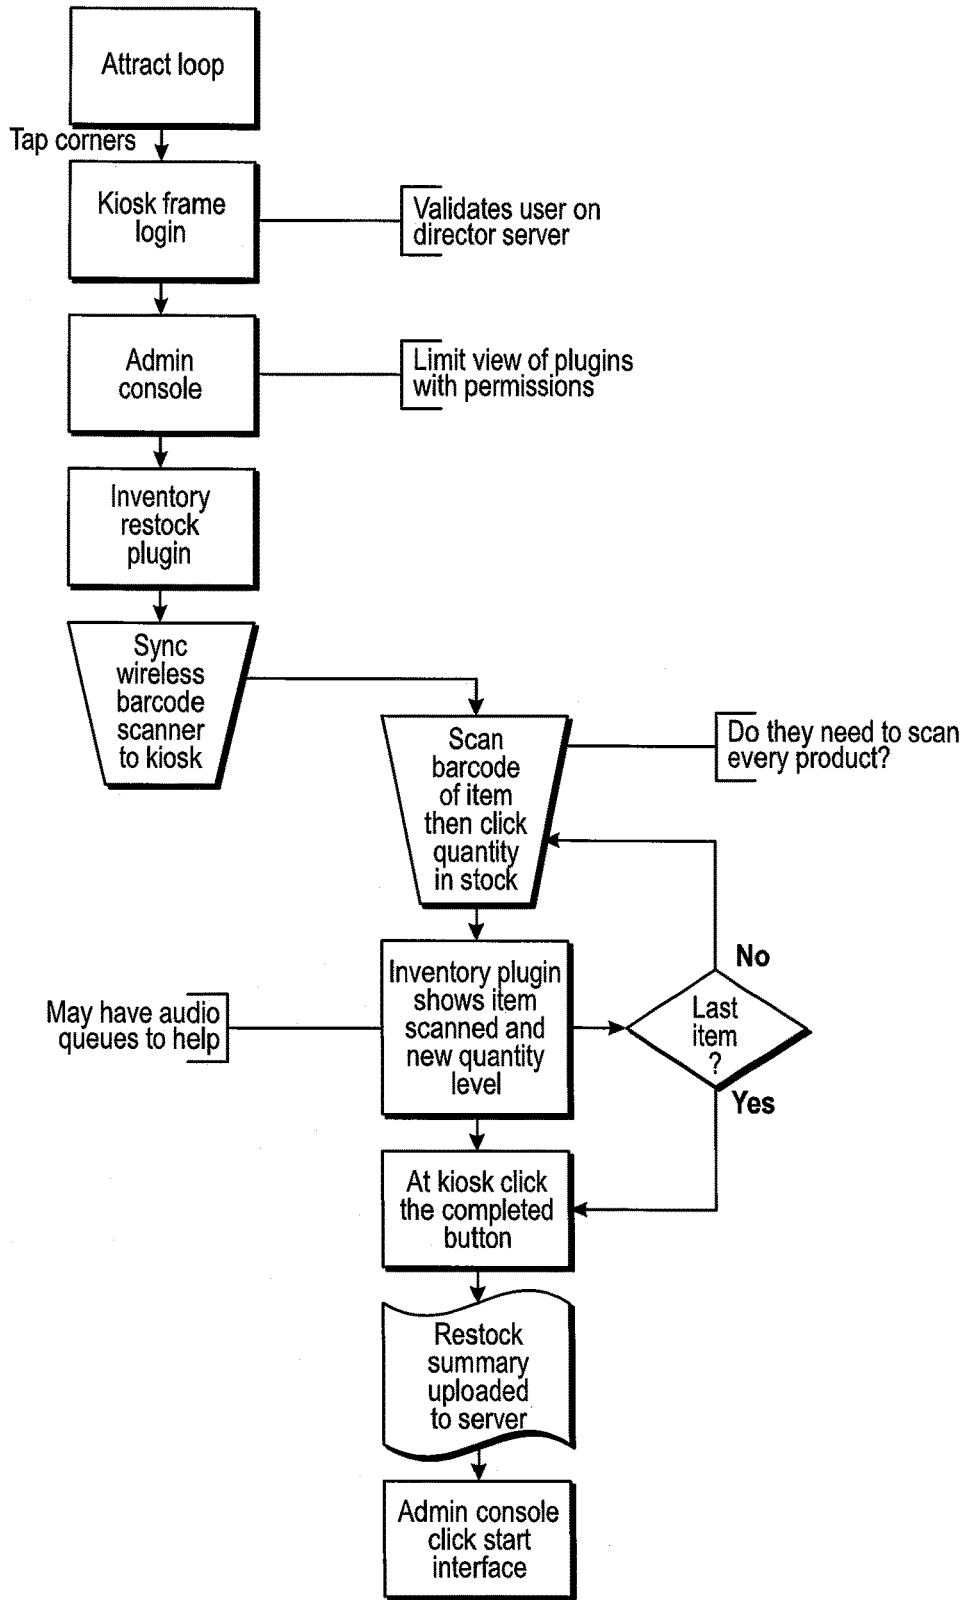 Attract loop
Tap corners
Kiosk frame
login
Validates user on
director server
Admin
console
Limit view of plugins
with permissions
Inventory
restock
plugin
Sync
wireless
barcode
scanner
to kiosk
Scan
barcode
of item
then click
quantity
in stock
Do they need to scan
every product?
Inventory plugin
shows item
scanned and
new quantity
level
May have audio
queues to help
No
Last
item
?
Yes
At kiosk click
the completed
button
Restock
summary
uploaded
to server
Admin console
click start
interface